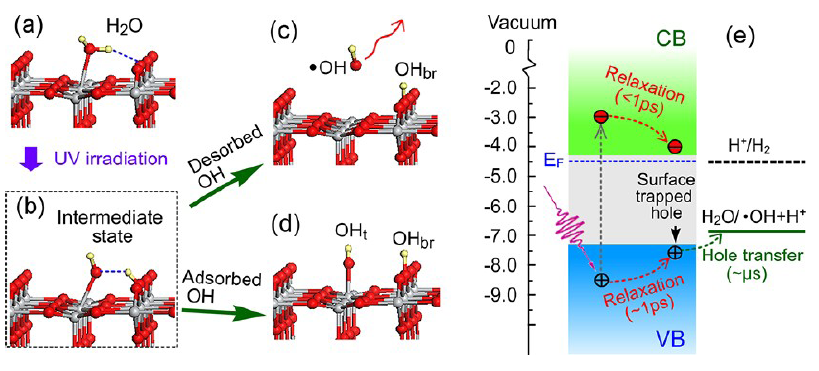 (a)
H₂O
UV irradiation
(b)
Intermediate
state
Desorbed
OH
Adsorbed
OH
(c)
•OH
OHbr
(d)
OHt
OHbr
Vacuum
0
-2.0
-3.0
-4.0
-5.0
-6.0
-7.0
-8.0
-9.0
CB
(e)
Relaxation
(<1ps)
EF
H⁺/H₂
Surface
trapped
hole
H₂O/ •OH+H⁺
Hole transfer
(~μs)
Relaxation
(~1ps)
VB